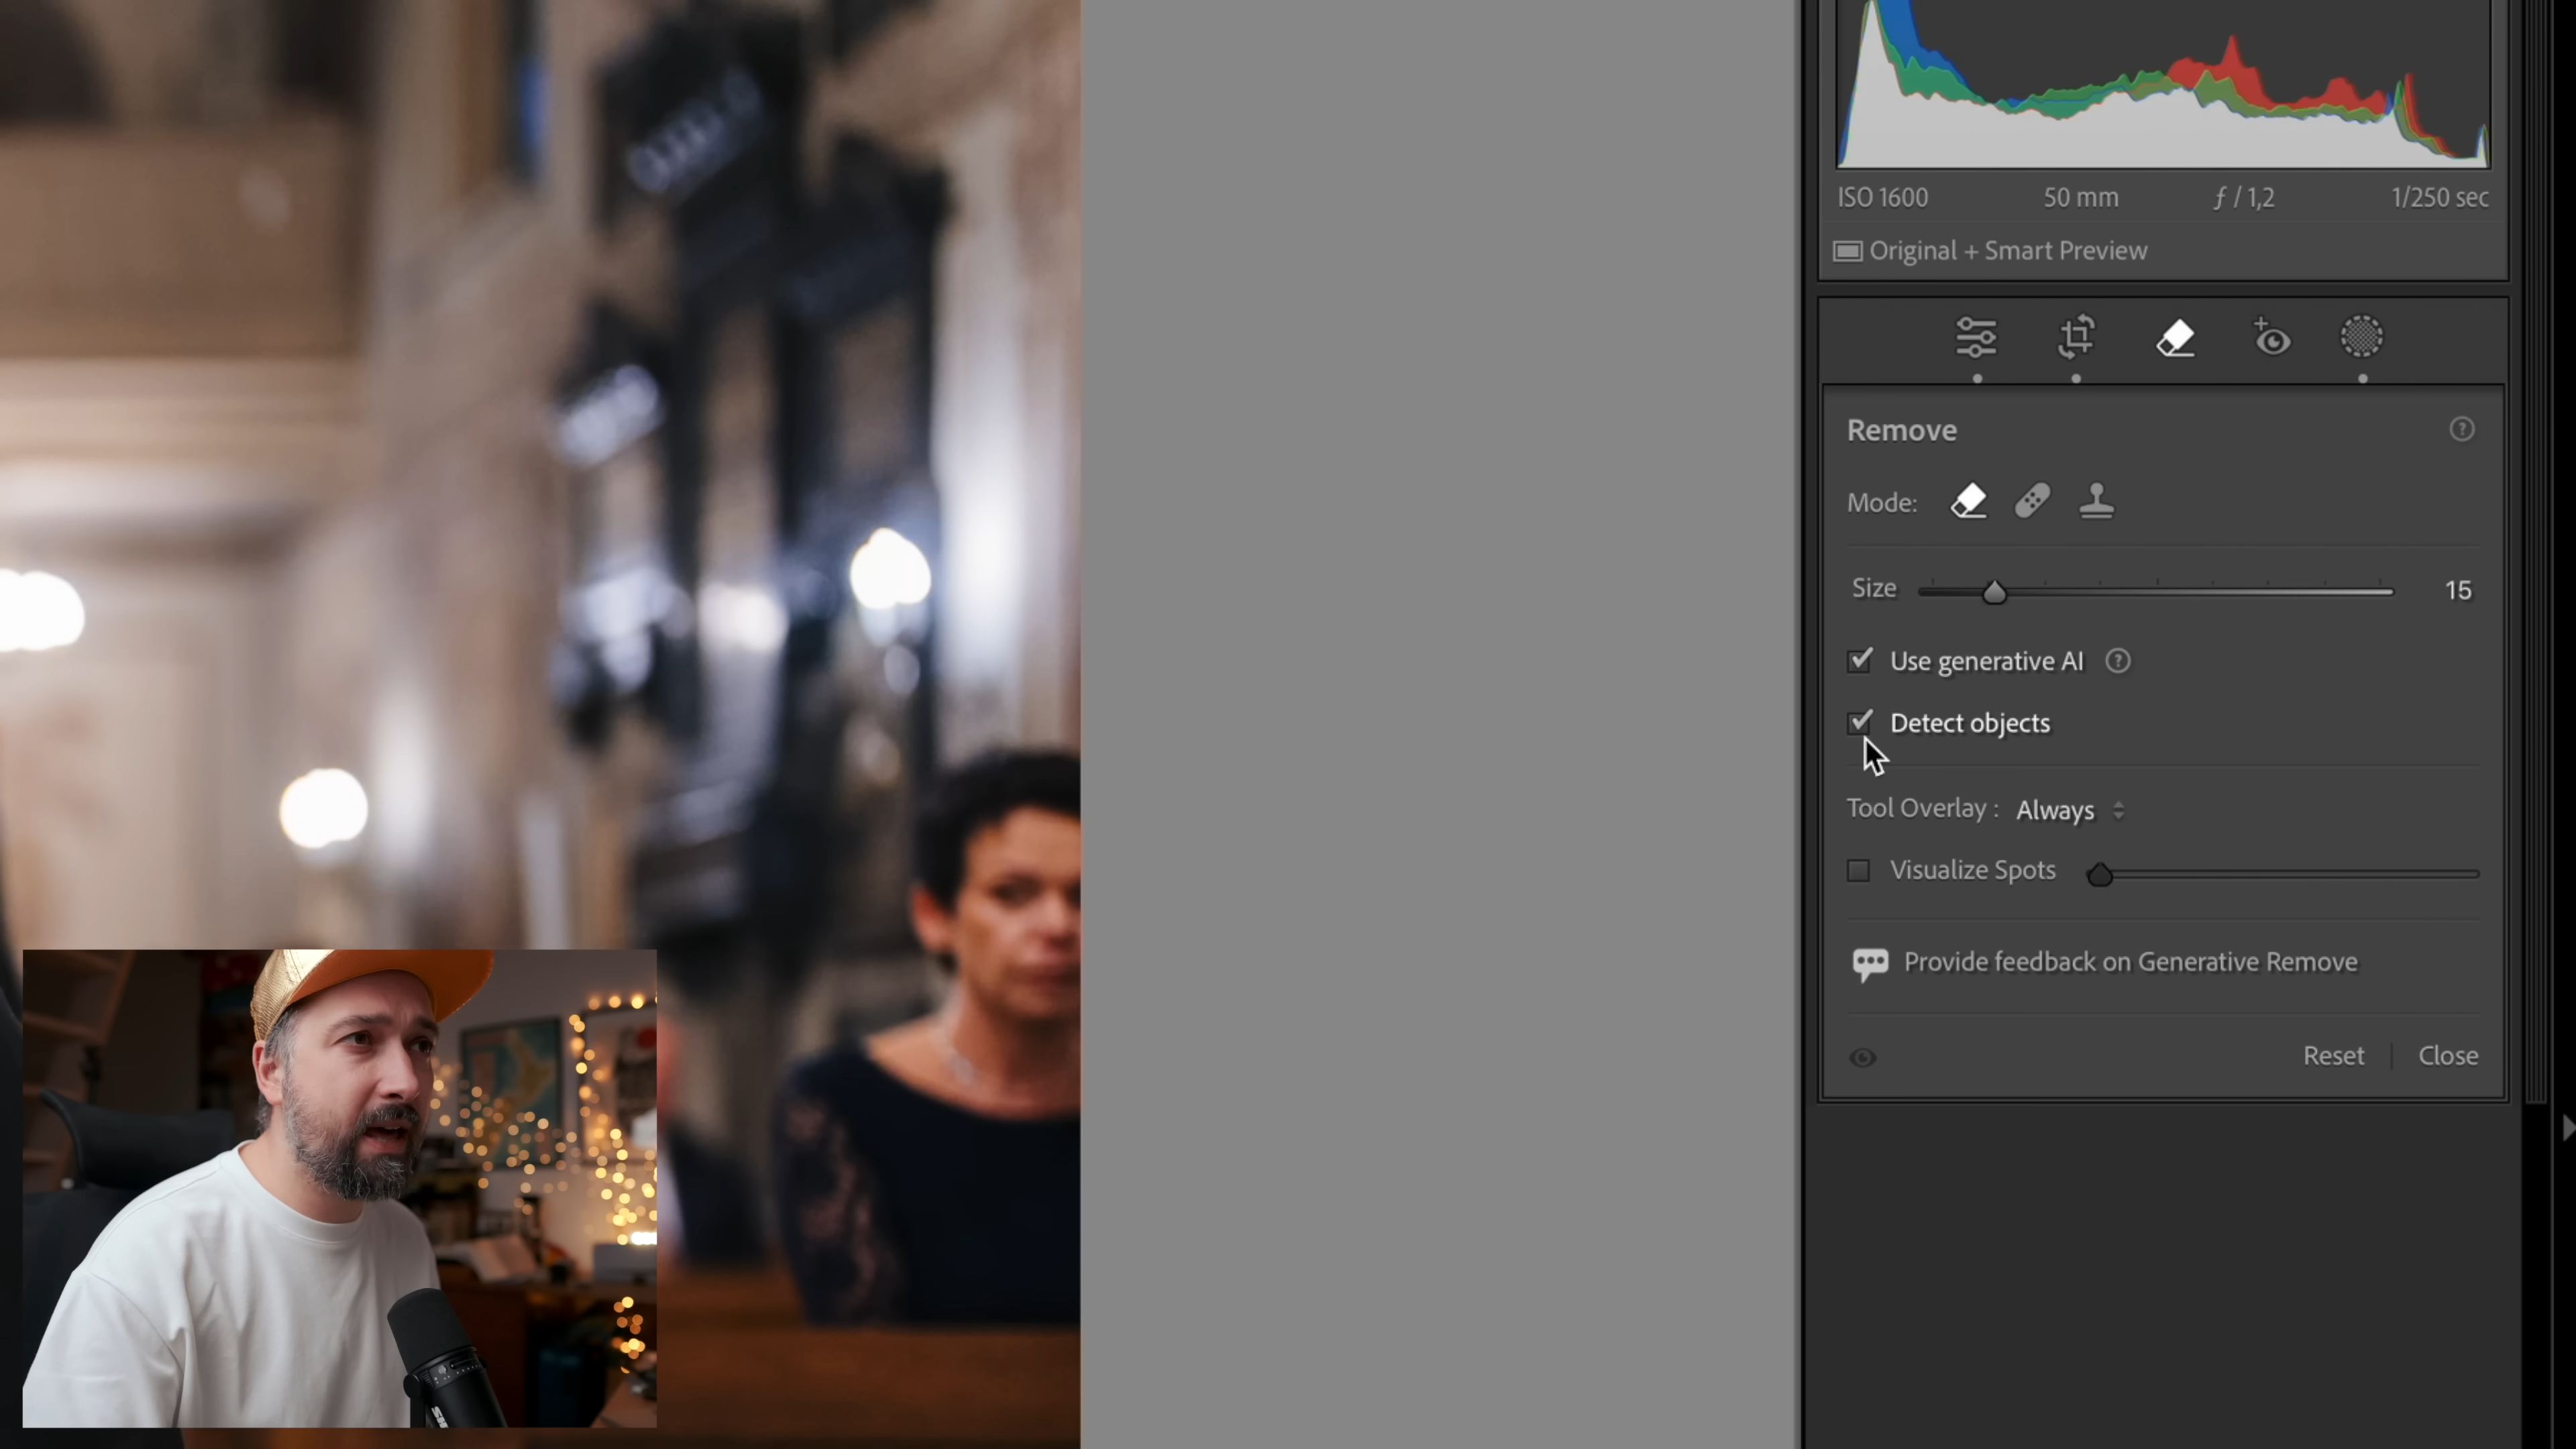 ISO 1600 50 mm ƒ / 1,2 1/250 sec
Original + Smart Preview
Remove
Mode:
Size 15
Use generative AI
Detect objects
Tool Overlay : Always
Visualize Spots
Provide feedback on Generative Remove
Reset Close